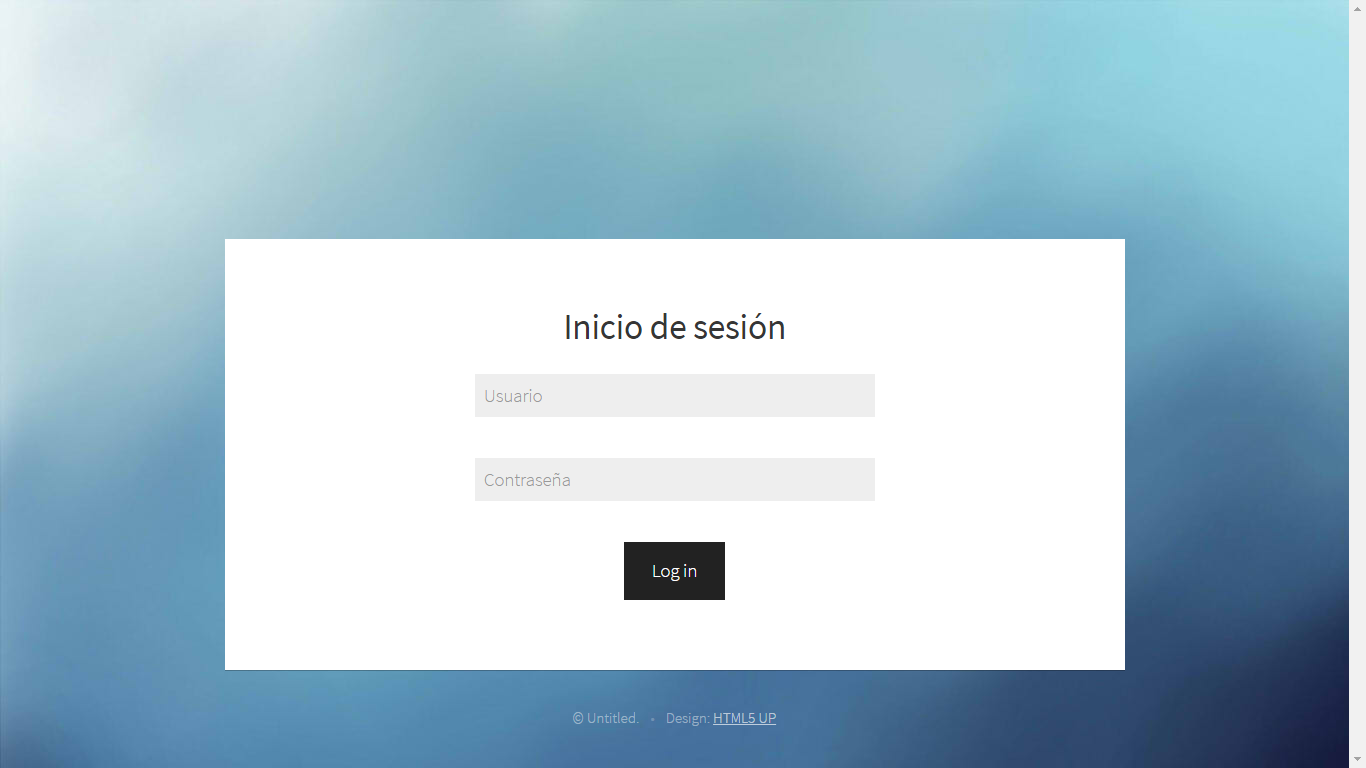 Inicio de sesión
Usuario
Contraseña
Log in
© Untitled. • Design: HTML5 UP